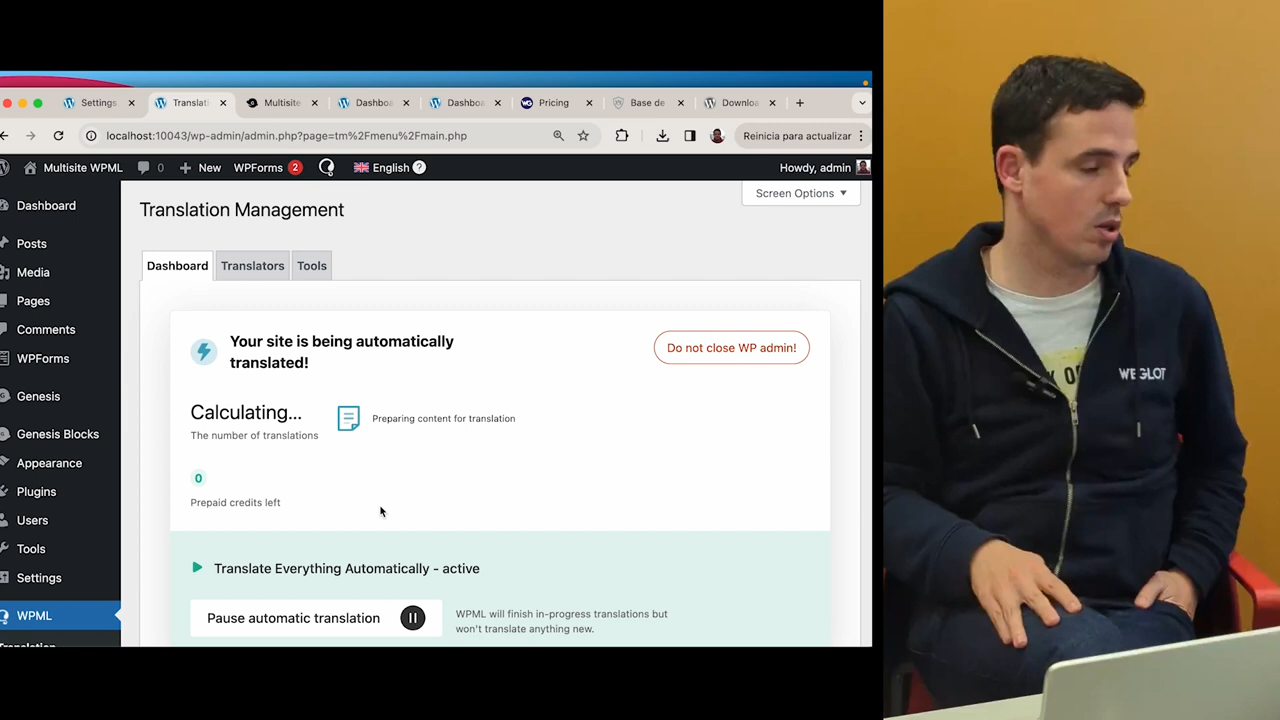 Settings
Translati
Multisite
Dashboa
Dashboa
Pricing
Base de
Downloa
localhost:10043/wp-admin/admin.php?page=tm%2Fmenu%2Fmain.php
Reinicia para actualizar
Multisite WPML
0
New
WPForms 2
English
Howdy, admin
Dashboard
Posts
Media
Pages
Comments
WPForms
Genesis
Genesis Blocks
Appearance
Plugins
Users
Tools
Settings
WPML
Screen Options
Translation Management
Dashboard
Translators
Tools
Your site is being automatically
translated!
Do not close WP admin!
Calculating...
The number of translations
Preparing content for translation
0
Prepaid credits left
Translate Everything Automatically - active
Pause automatic translation
WPML will finish in-progress translations but
won't translate anything new.
WEGLOT